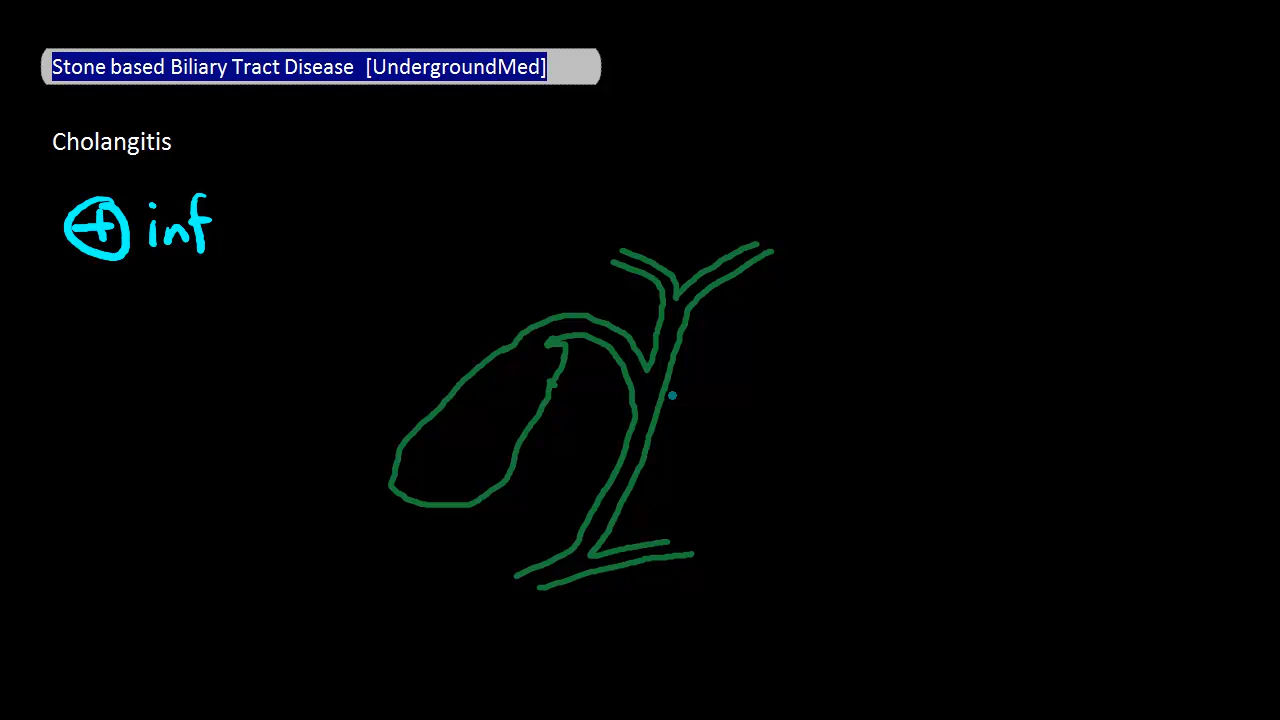 Stone based Biliary Tract Disease [UndergroundMed]
Cholangitis
+ inf